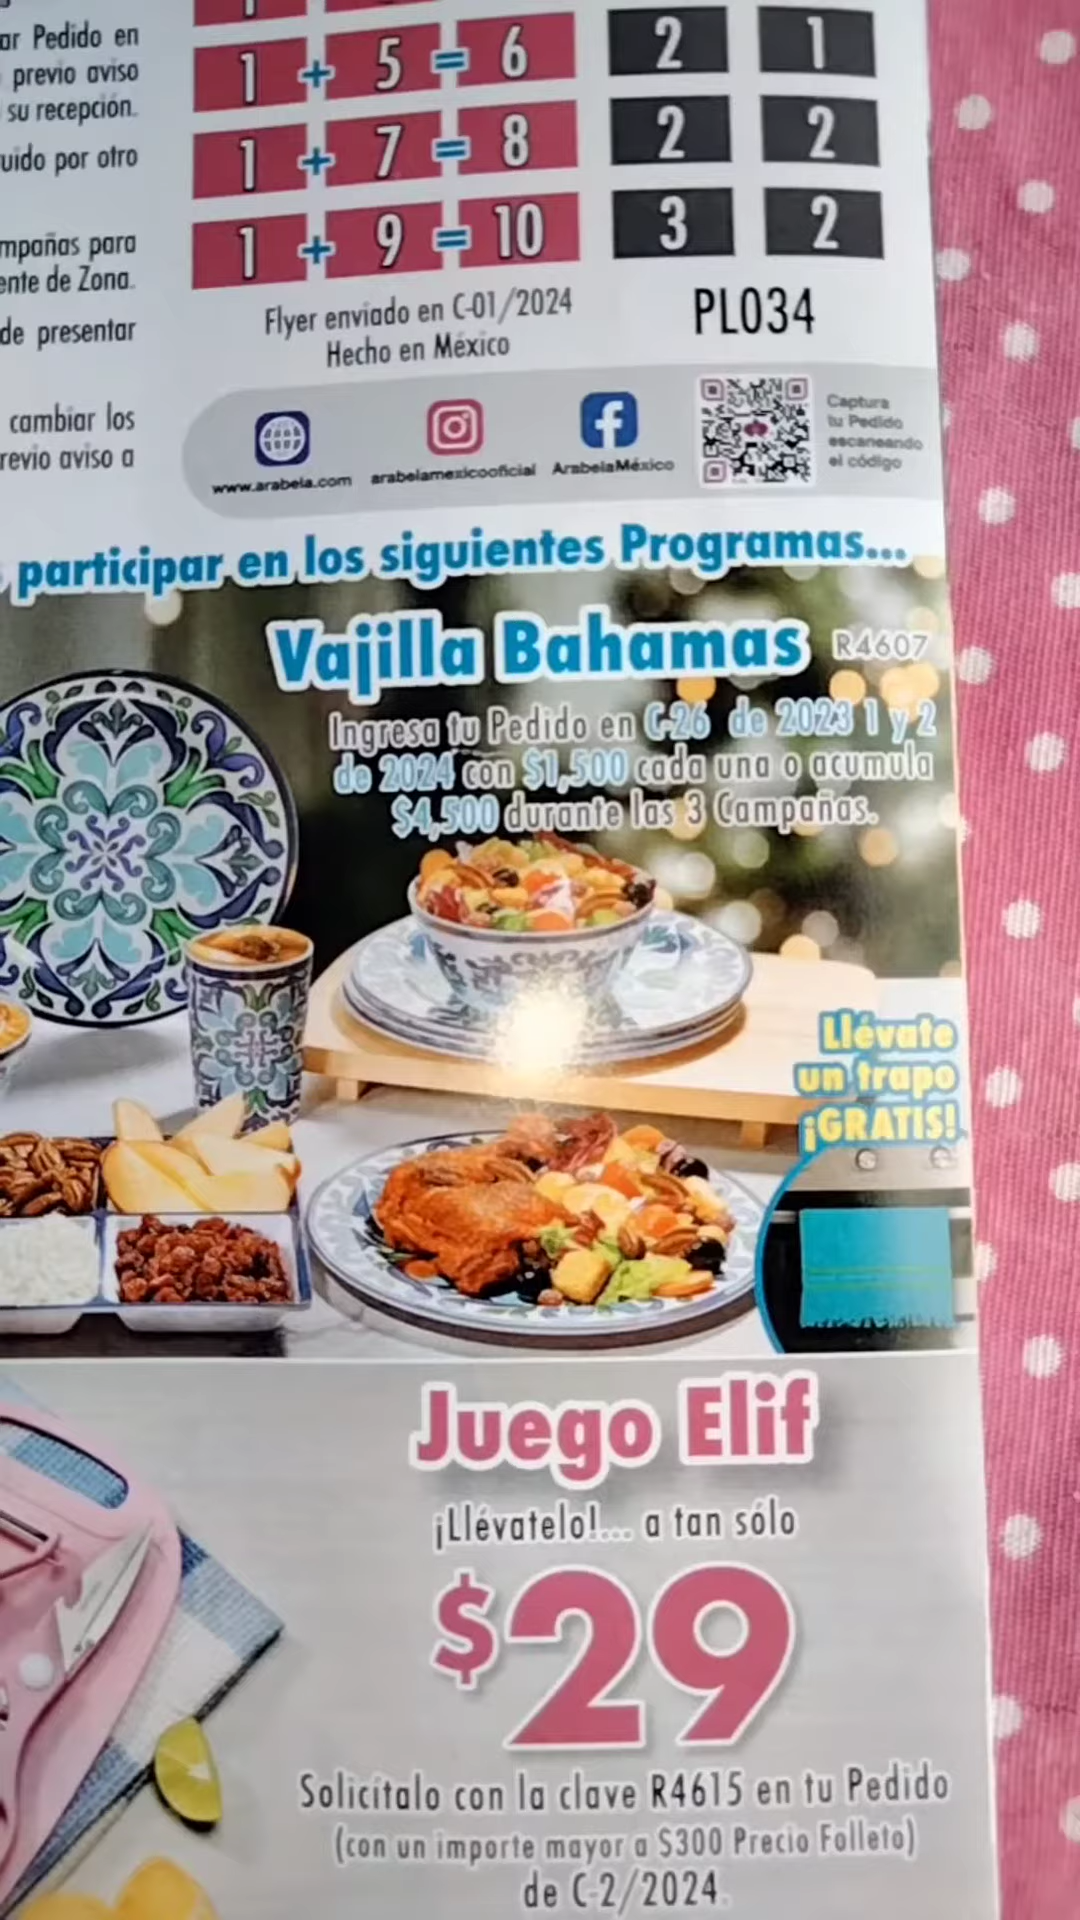 ar Pedido en
previo aviso
su recepción.
uido por otro
mpañas para
ente de Zona.
de presentar
cambiar los
revio aviso a
1 + 5 = 6 2 1
1 + 7 = 8 2 2
1 + 9 = 10 3 2
Flyer enviado en C-01/2024
Hecho en México
PL034
www.arabela.com
arabelamexicooficial
ArabelaMéxico
Captura
tu Pedido
escaneando
el código
participar en los siguientes Programas...
Vajilla Bahamas R4607
Ingresa tu Pedido en C-26 de 2023 1 y 2
de 2024 con $1,500 cada una o acumula
$4,500 durante las 3 Campañas.
Llévate
un trapo
¡GRATIS!
Juego Elif
¡Llévatelo!... a tan sólo
$29
Solicítalo con la clave R4615 en tu Pedido
(con un importe mayor a $300 Precio Folleto)
de C-2/2024.